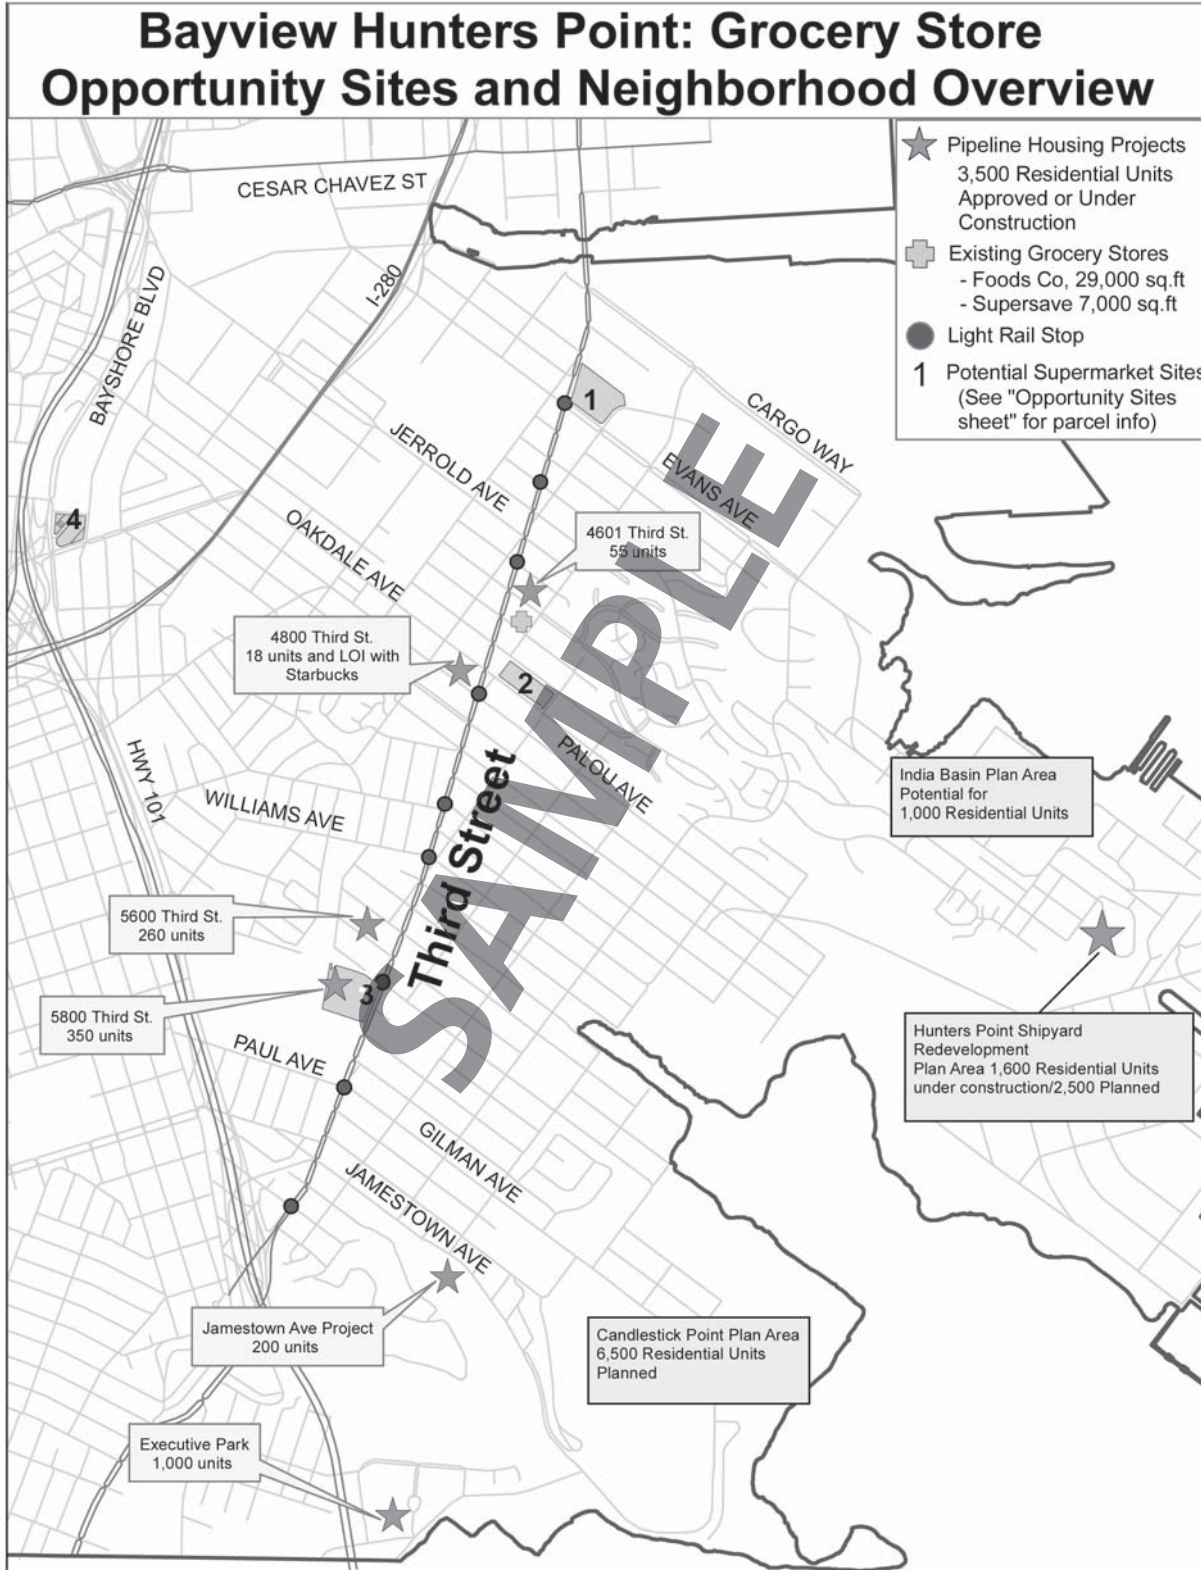 Bayview Hunters Point: Grocery Store
Opportunity Sites and Neighborhood Overview
Pipeline Housing Projects
3,500 Residential Units
Approved or Under
Construction
Existing Grocery Stores
- Foods Co, 29,000 sq.ft
- Supersave 7,000 sq.ft
Light Rail Stop
1 Potential Supermarket Sites
(See "Opportunity Sites
sheet" for parcel info)
CESAR CHAVEZ ST
I-280
BAYSHORE BLVD
1
CARGO WAY
JERROLD AVE
EVANS AVE
4
OAKDALE AVE
4601 Third St.
55 units
4800 Third St.
18 units and LOI with
Starbucks
2
PALOU AVE
HWY 101
WILLIAMS AVE
Third Street
SAMPLE
India Basin Plan Area
Potential for
1,000 Residential Units
5600 Third St.
260 units
3
5800 Third St.
350 units
Hunters Point Shipyard
Redevelopment
Plan Area 1,600 Residential Units
under construction/2,500 Planned
PAUL AVE
GILMAN AVE
JAMESTOWN AVE
Jamestown Ave Project
200 units
Candlestick Point Plan Area
6,500 Residential Units
Planned
Executive Park
1,000 units